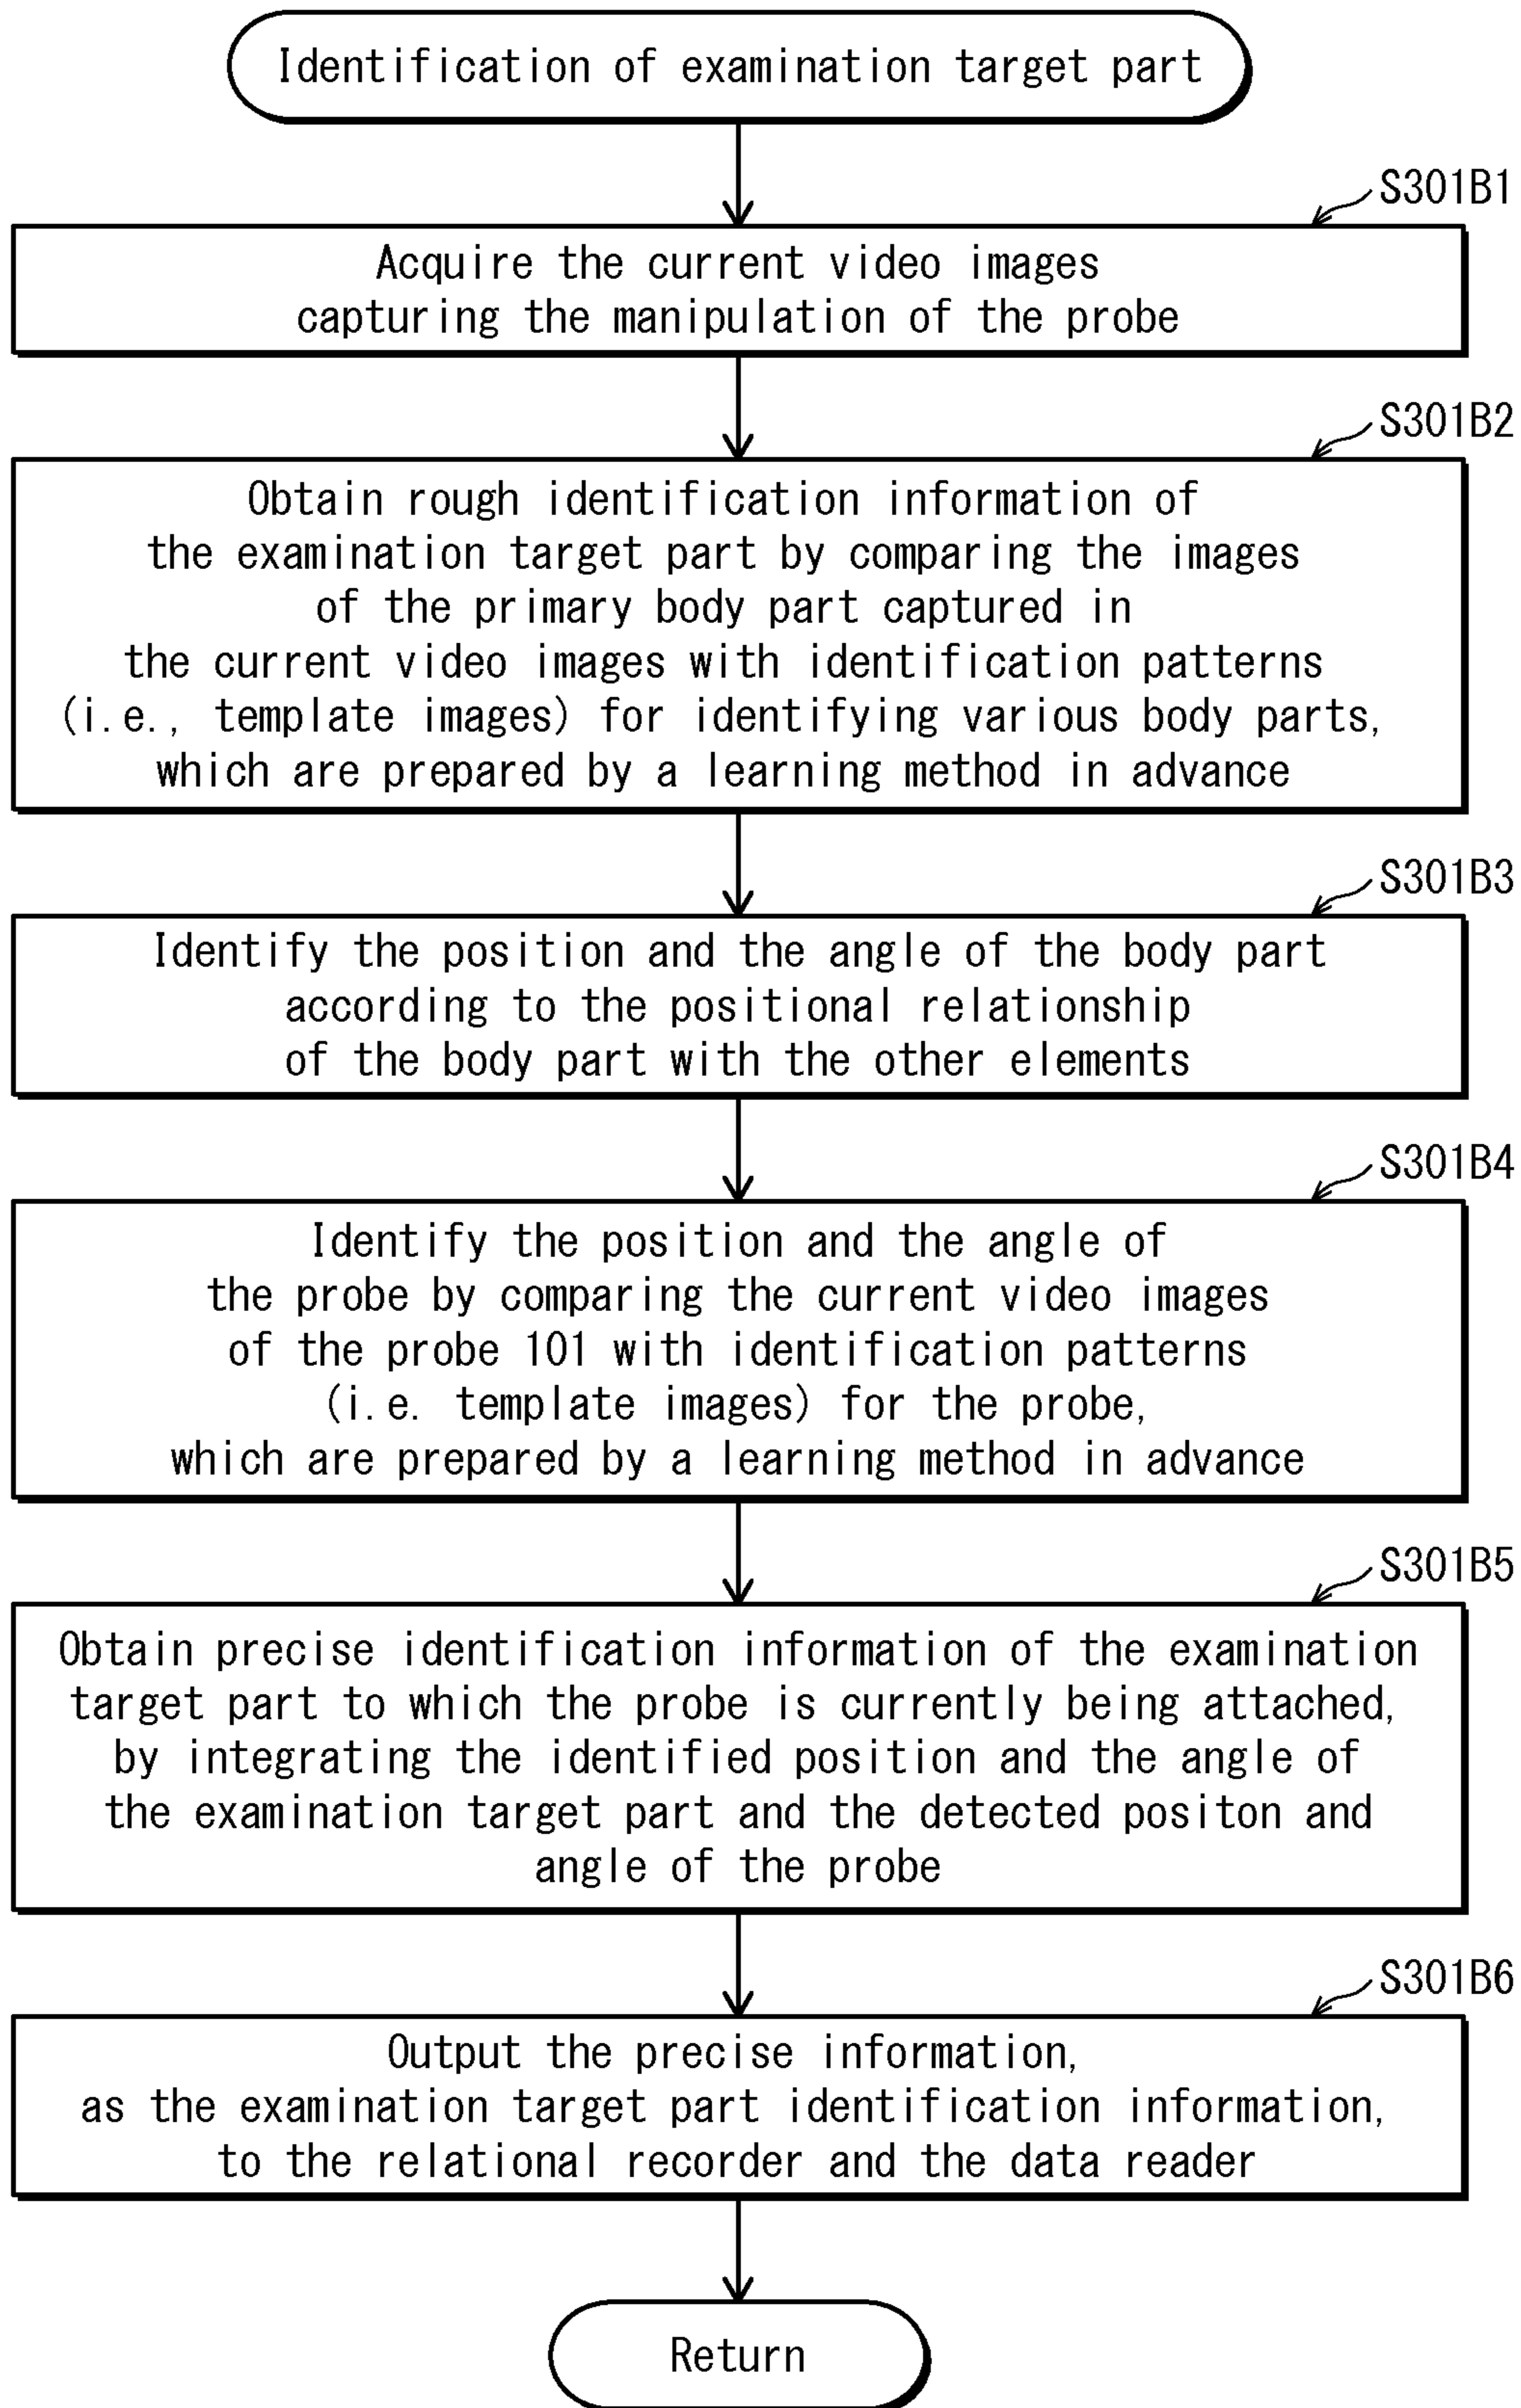 Identification of examination target part
S301B1
Acquire the current video images
capturing the manipulation of the probe
S301B2
Obtain rough identification information of
the examination target part by comparing the images
of the primary body part captured in
the current video images with identification patterns
(i.e., template images) for identifying various body parts,
which are prepared by a learning method in advance
S301B3
Identify the position and the angle of the body part
according to the positional relationship
of the body part with the other elements
S301B4
Identify the position and the angle of
the probe by comparing the current video images
of the probe 101 with identification patterns
(i.e. template images) for the probe,
which are prepared by a learning method in advance
S301B5
Obtain precise identification information of the examination
target part to which the probe is currently being attached,
by integrating the identified position and the angle of
the examination target part and the detected positon and
angle of the probe
S301B6
Output the precise information,
as the examination target part identification information,
to the relational recorder and the data reader
Return